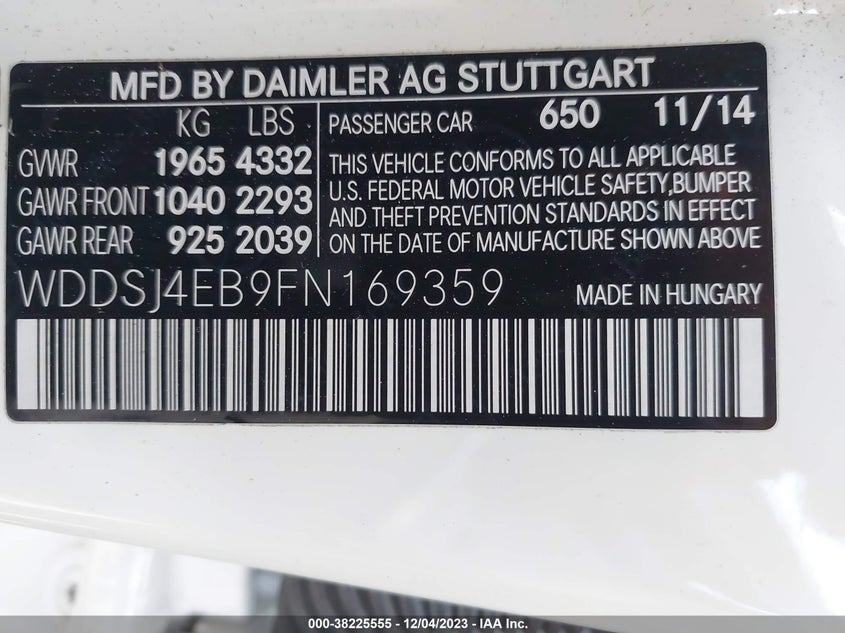 MFD BY DAIMLER AG STUTTGART
KG LBS
GVWR 1965 4332
GAWR FRONT 1040 2293
GAWR REAR 925 2039
PASSENGER CAR 650 11/14
THIS VEHICLE CONFORMS TO ALL APPLICABLE
U.S. FEDERAL MOTOR VEHICLE SAFETY,BUMPER
AND THEFT PREVENTION STANDARDS IN EFFECT
ON THE DATE OF MANUFACTURE SHOWN ABOVE
WDDSJ4EB9FN169359 MADE IN HUNGARY
000-38225555 - 12/04/2023 - IAA Inc.